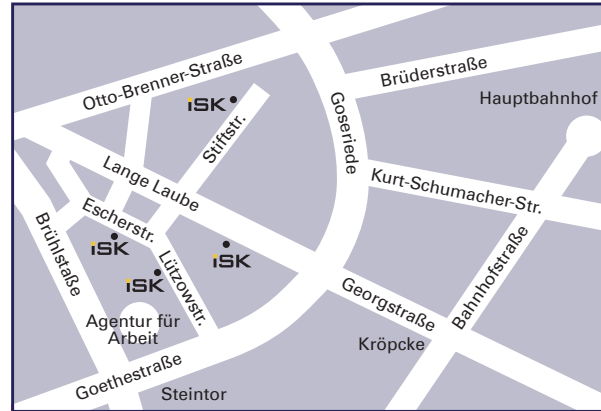 Otto-Brenner-Straße
Brüderstraße
Hauptbahnhof
iSK
Stiftstr.
Goseriede
Lange Laube
Kurt-Schumacher-Str.
Escherstr.
Brühlstaße
iSK
iSK
iSK
Lützowstr.
Bahnhofstraße
Georgstraße
Agentur für
Arbeit
Kröpcke
Goethestraße
Steintor